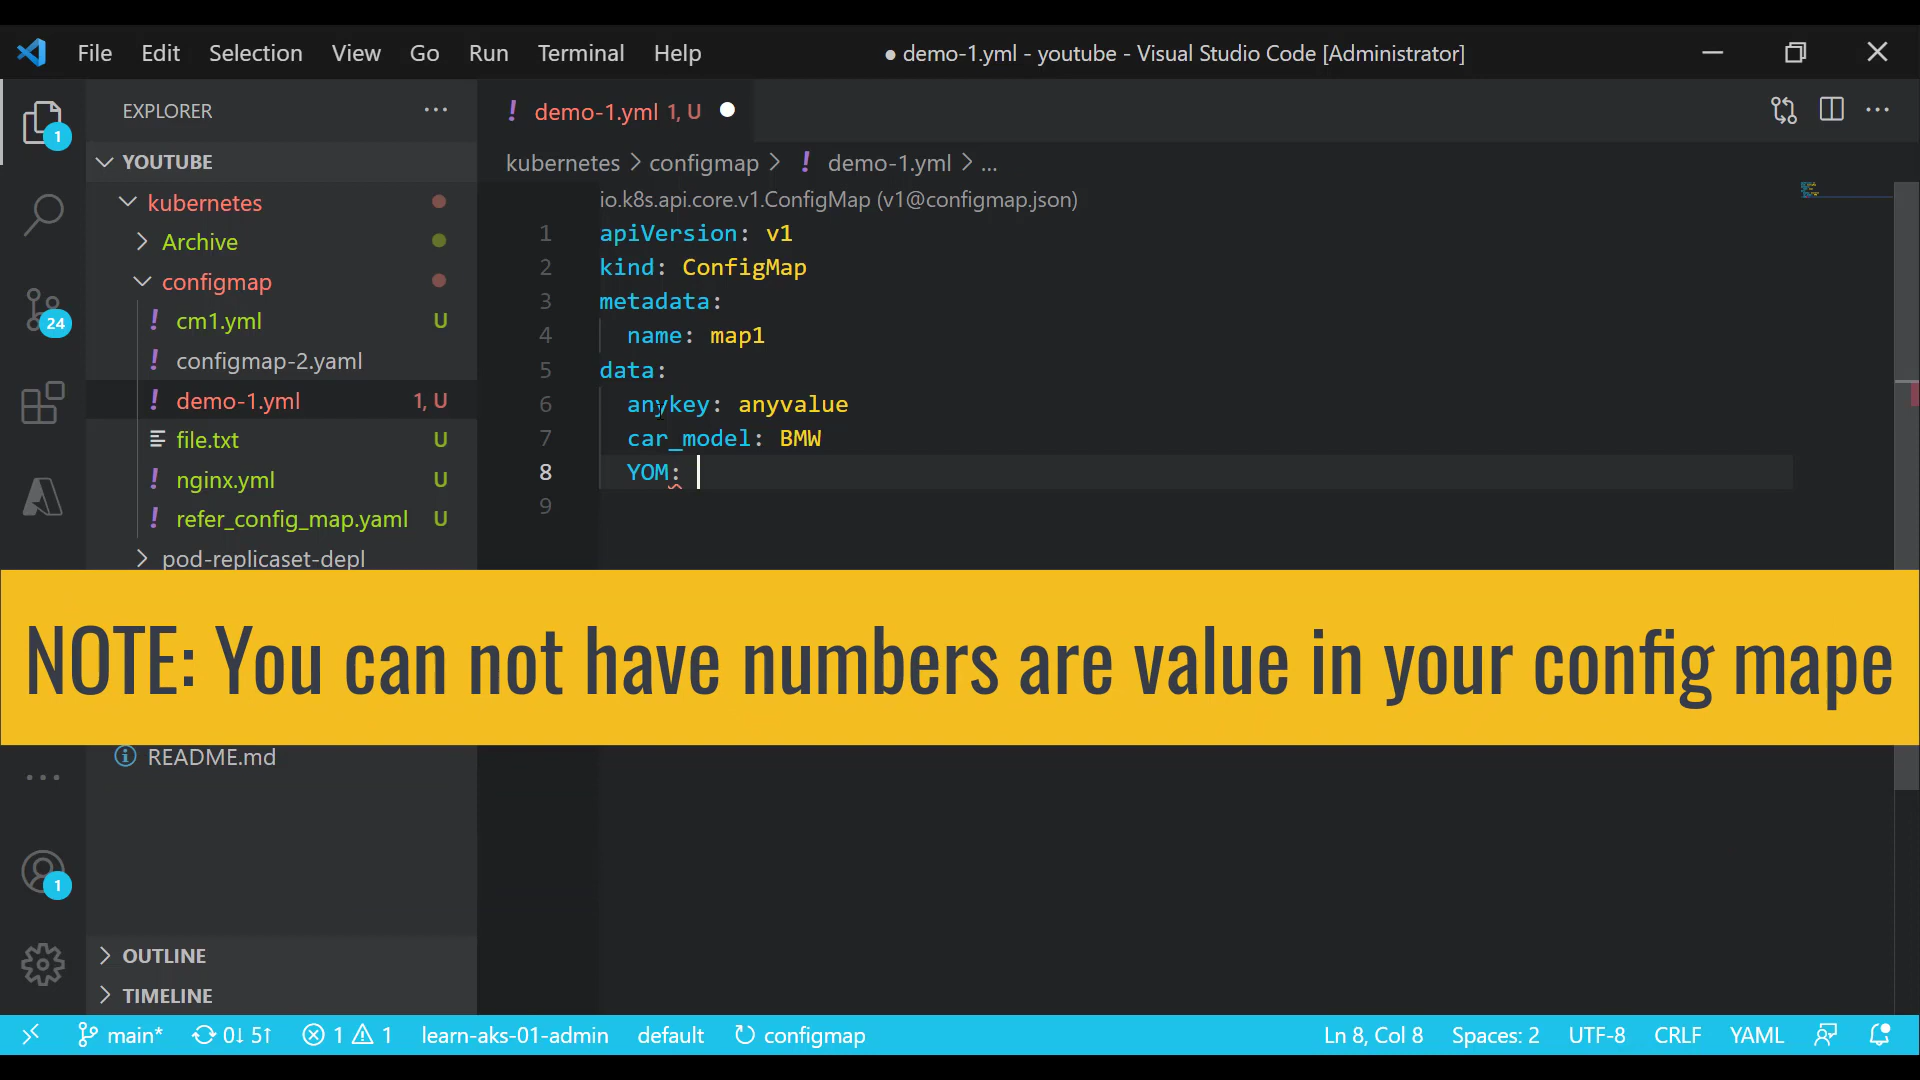 File Edit Selection View Go Run Terminal Help ● demo-1.yml - youtube - Visual Studio Code [Administrator]
EXPLORER ···
! demo-1.yml 1, U
1
YOUTUBE
kubernetes > configmap > ! demo-1.yml > ...
kubernetes
io.k8s.api.core.v1.ConfigMap (v1@configmap.json)
Archive
1 apiVersion: v1
configmap
2 kind: ConfigMap
! cm1.yml U
3 metadata:
24
! configmap-2.yaml
4 name: map1
! demo-1.yml 1, U
5 data:
file.txt U
6 anykey: anyvalue
! nginx.yml U
7 car_model: BMW
! refer_config_map.yaml U
8 YOM:
pod-replicaset-depl
9
NOTE: You can not have numbers are value in your config mape
README.md
1
OUTLINE
TIMELINE
main* 0↓ 5↑ 1 1 learn-aks-01-admin default configmap Ln 8, Col 8 Spaces: 2 UTF-8 CRLF YAML